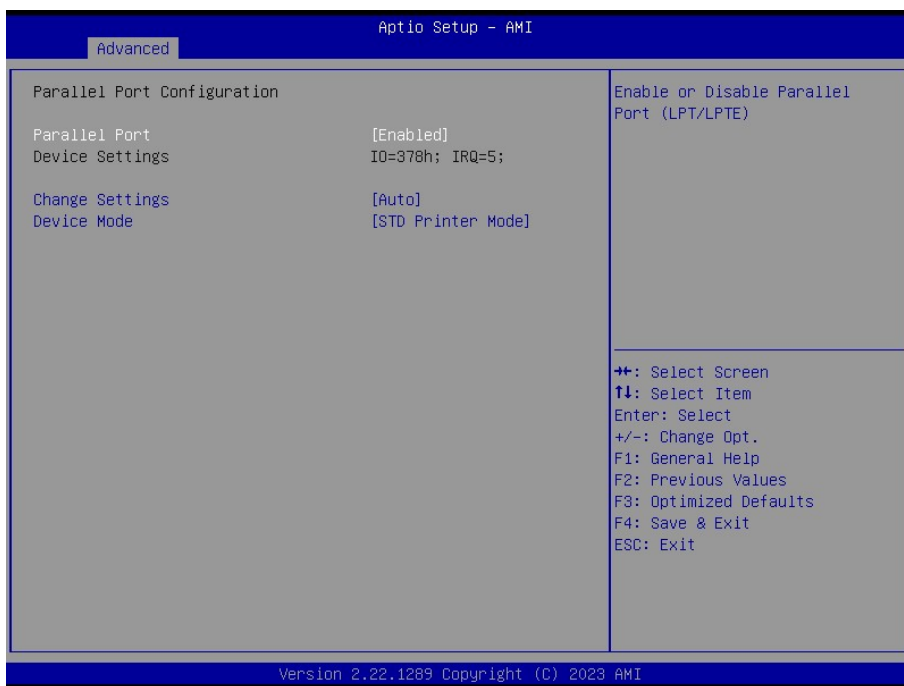 Aptio Setup – AMI
Advanced
Parallel Port Configuration
Parallel Port [Enabled]
Device Settings IO=378h; IRQ=5;
Change Settings [Auto]
Device Mode [STD Printer Mode]
Enable or Disable Parallel
Port (LPT/LPTE)
→←: Select Screen
↑↓: Select Item
Enter: Select
+/-: Change Opt.
F1: General Help
F2: Previous Values
F3: Optimized Defaults
F4: Save & Exit
ESC: Exit
Version 2.22.1289 Copyright (C) 2023 AMI